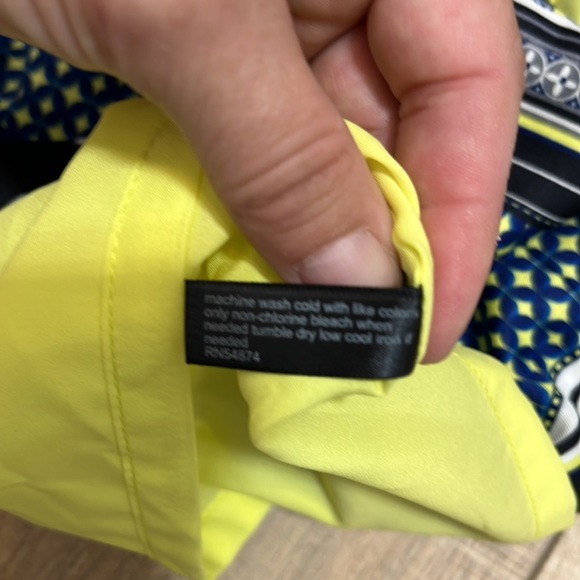 machine wash cold with like colors
only non-chlorine bleach when
needed tumble dry low cool iron if
needed
RN54874